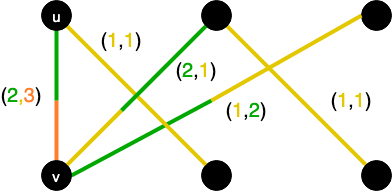 u
(1,1)
(2,1)
(2,3)
(1,2)
(1,1)
v